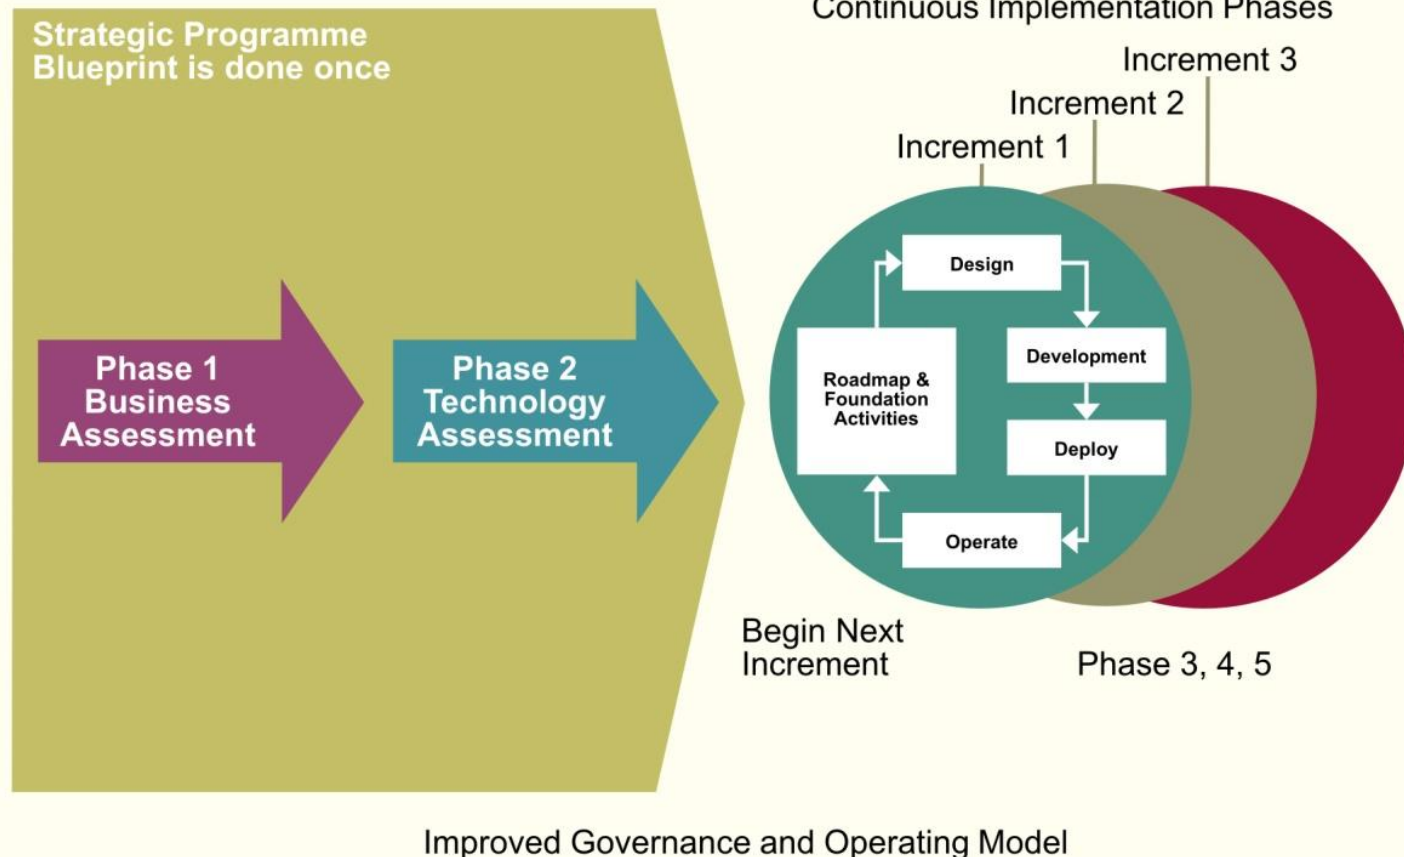 Strategic Programme
Blueprint is done once
Phase 1
Business
Assessment
Phase 2
Technology
Assessment
Continuous Implementation Phases
Increment 3
Increment 2
Increment 1
Design
Development
Roadmap &
Foundation
Activities
Deploy
Operate
Begin Next
Increment
Phase 3, 4, 5
Improved Governance and Operating Model